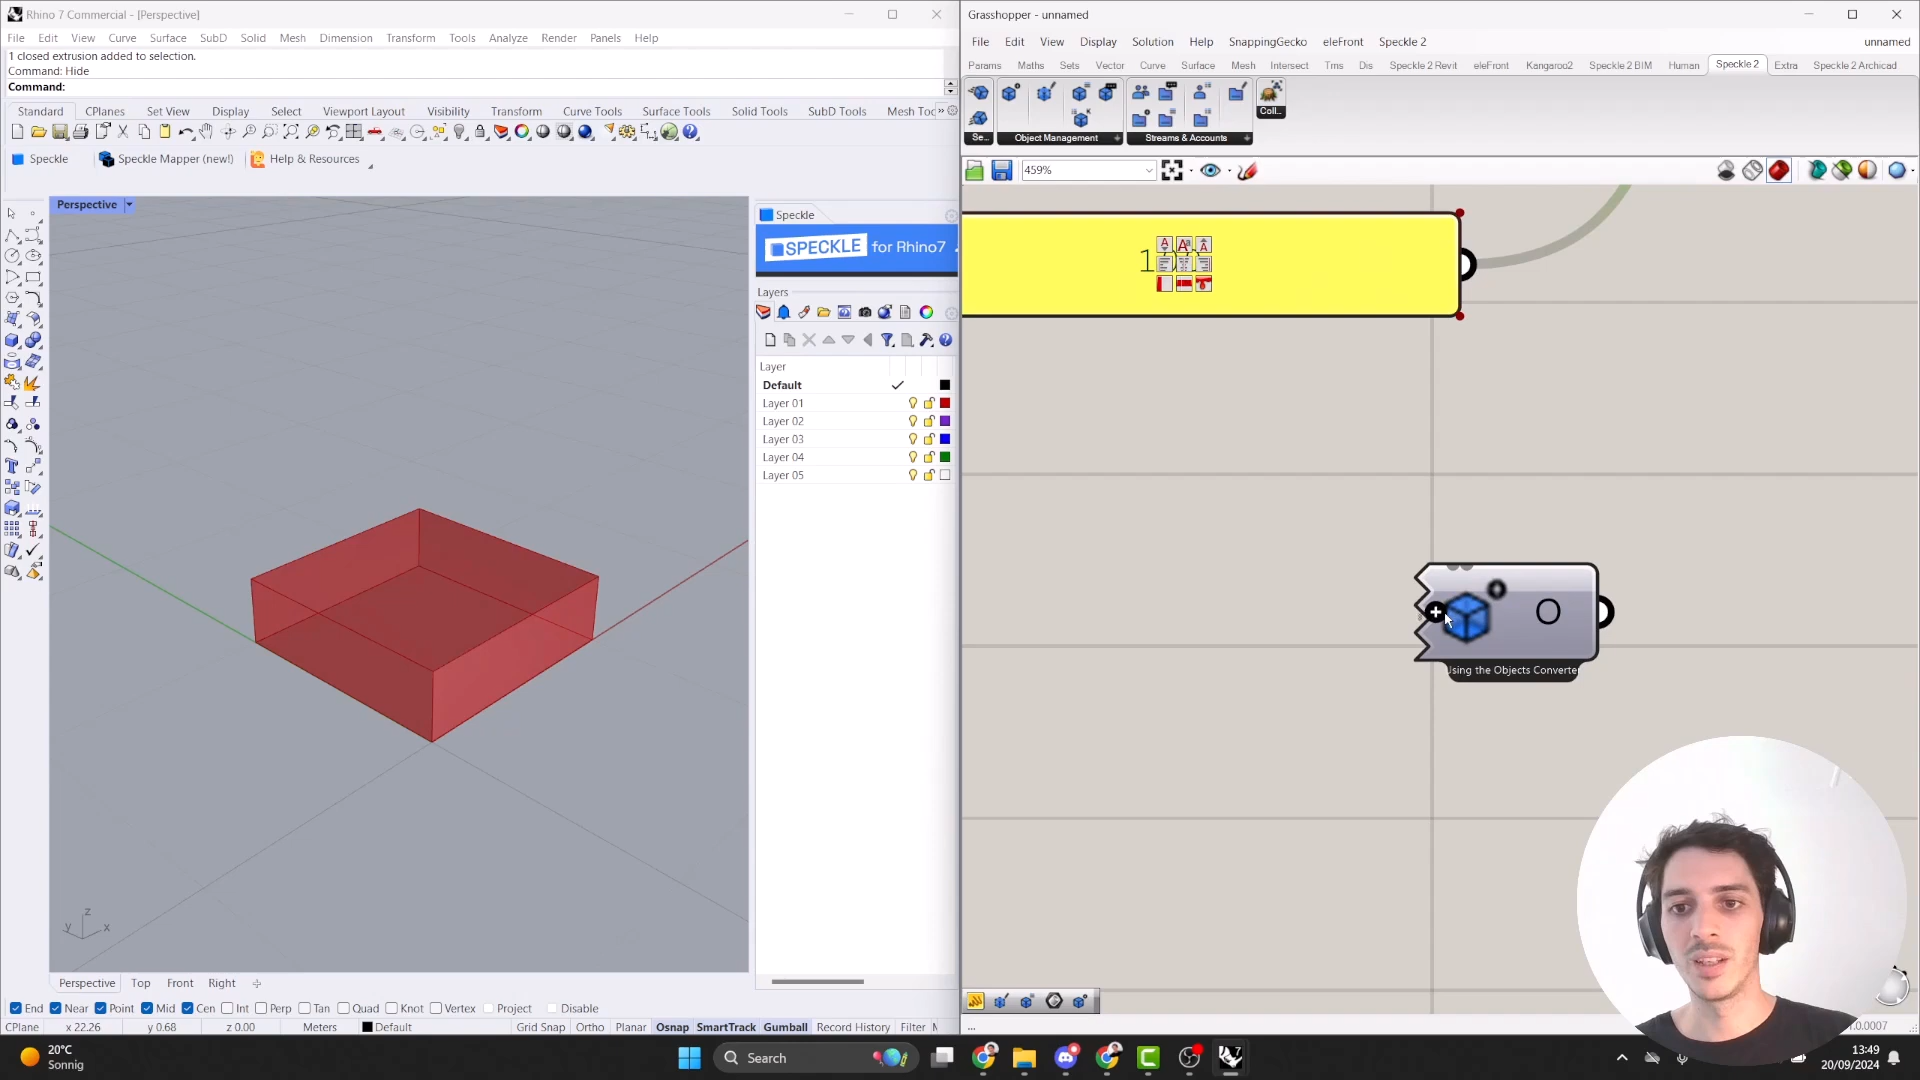 Rhino 7 Commercial - [Perspective]
File Edit View Curve Surface SubD Solid Mesh Dimension Transform Tools Analyze Render Panels Help
1 closed extrusion added to selection.
Command: Hide
Command:
Standard CPlanes Set View Display Select Viewport Layout Visibility Transform Curve Tools Surface Tools Solid Tools SubD Tools Mesh Toc
Speckle Speckle Mapper (new!) Help & Resources
Perspective
z
y x
Perspective Top Front Right
End Near Point Mid Cen Int Perp Tan Quad Knot Vertex Project Disable
CPlane x 22.26 y 0.68 z 0.00 Meters Default Grid Snap Ortho Planar Osnap SmartTrack Gumball Record History Filter
Speckle
SPECKLE for Rhino7
Layers
Layer
Default
Layer 01
Layer 02
Layer 03
Layer 04
Layer 05
Grasshopper - unnamed
File Edit View Display Solution Help SnappingGecko eleFront Speckle 2 unnamed
Params Maths Sets Vector Curve Surface Mesh Intersect Trns Dis Speckle 2 Revit eleFront Kangaroo2 Speckle 2 BIM Human Speckle 2 Extra Speckle 2 Archicad
Coll...
Se... Object Management Streams & Accounts
459%
O
Using the Objects Converte
...
.0.0007
20°C
Sonnig
Search
13:49
20/09/2024